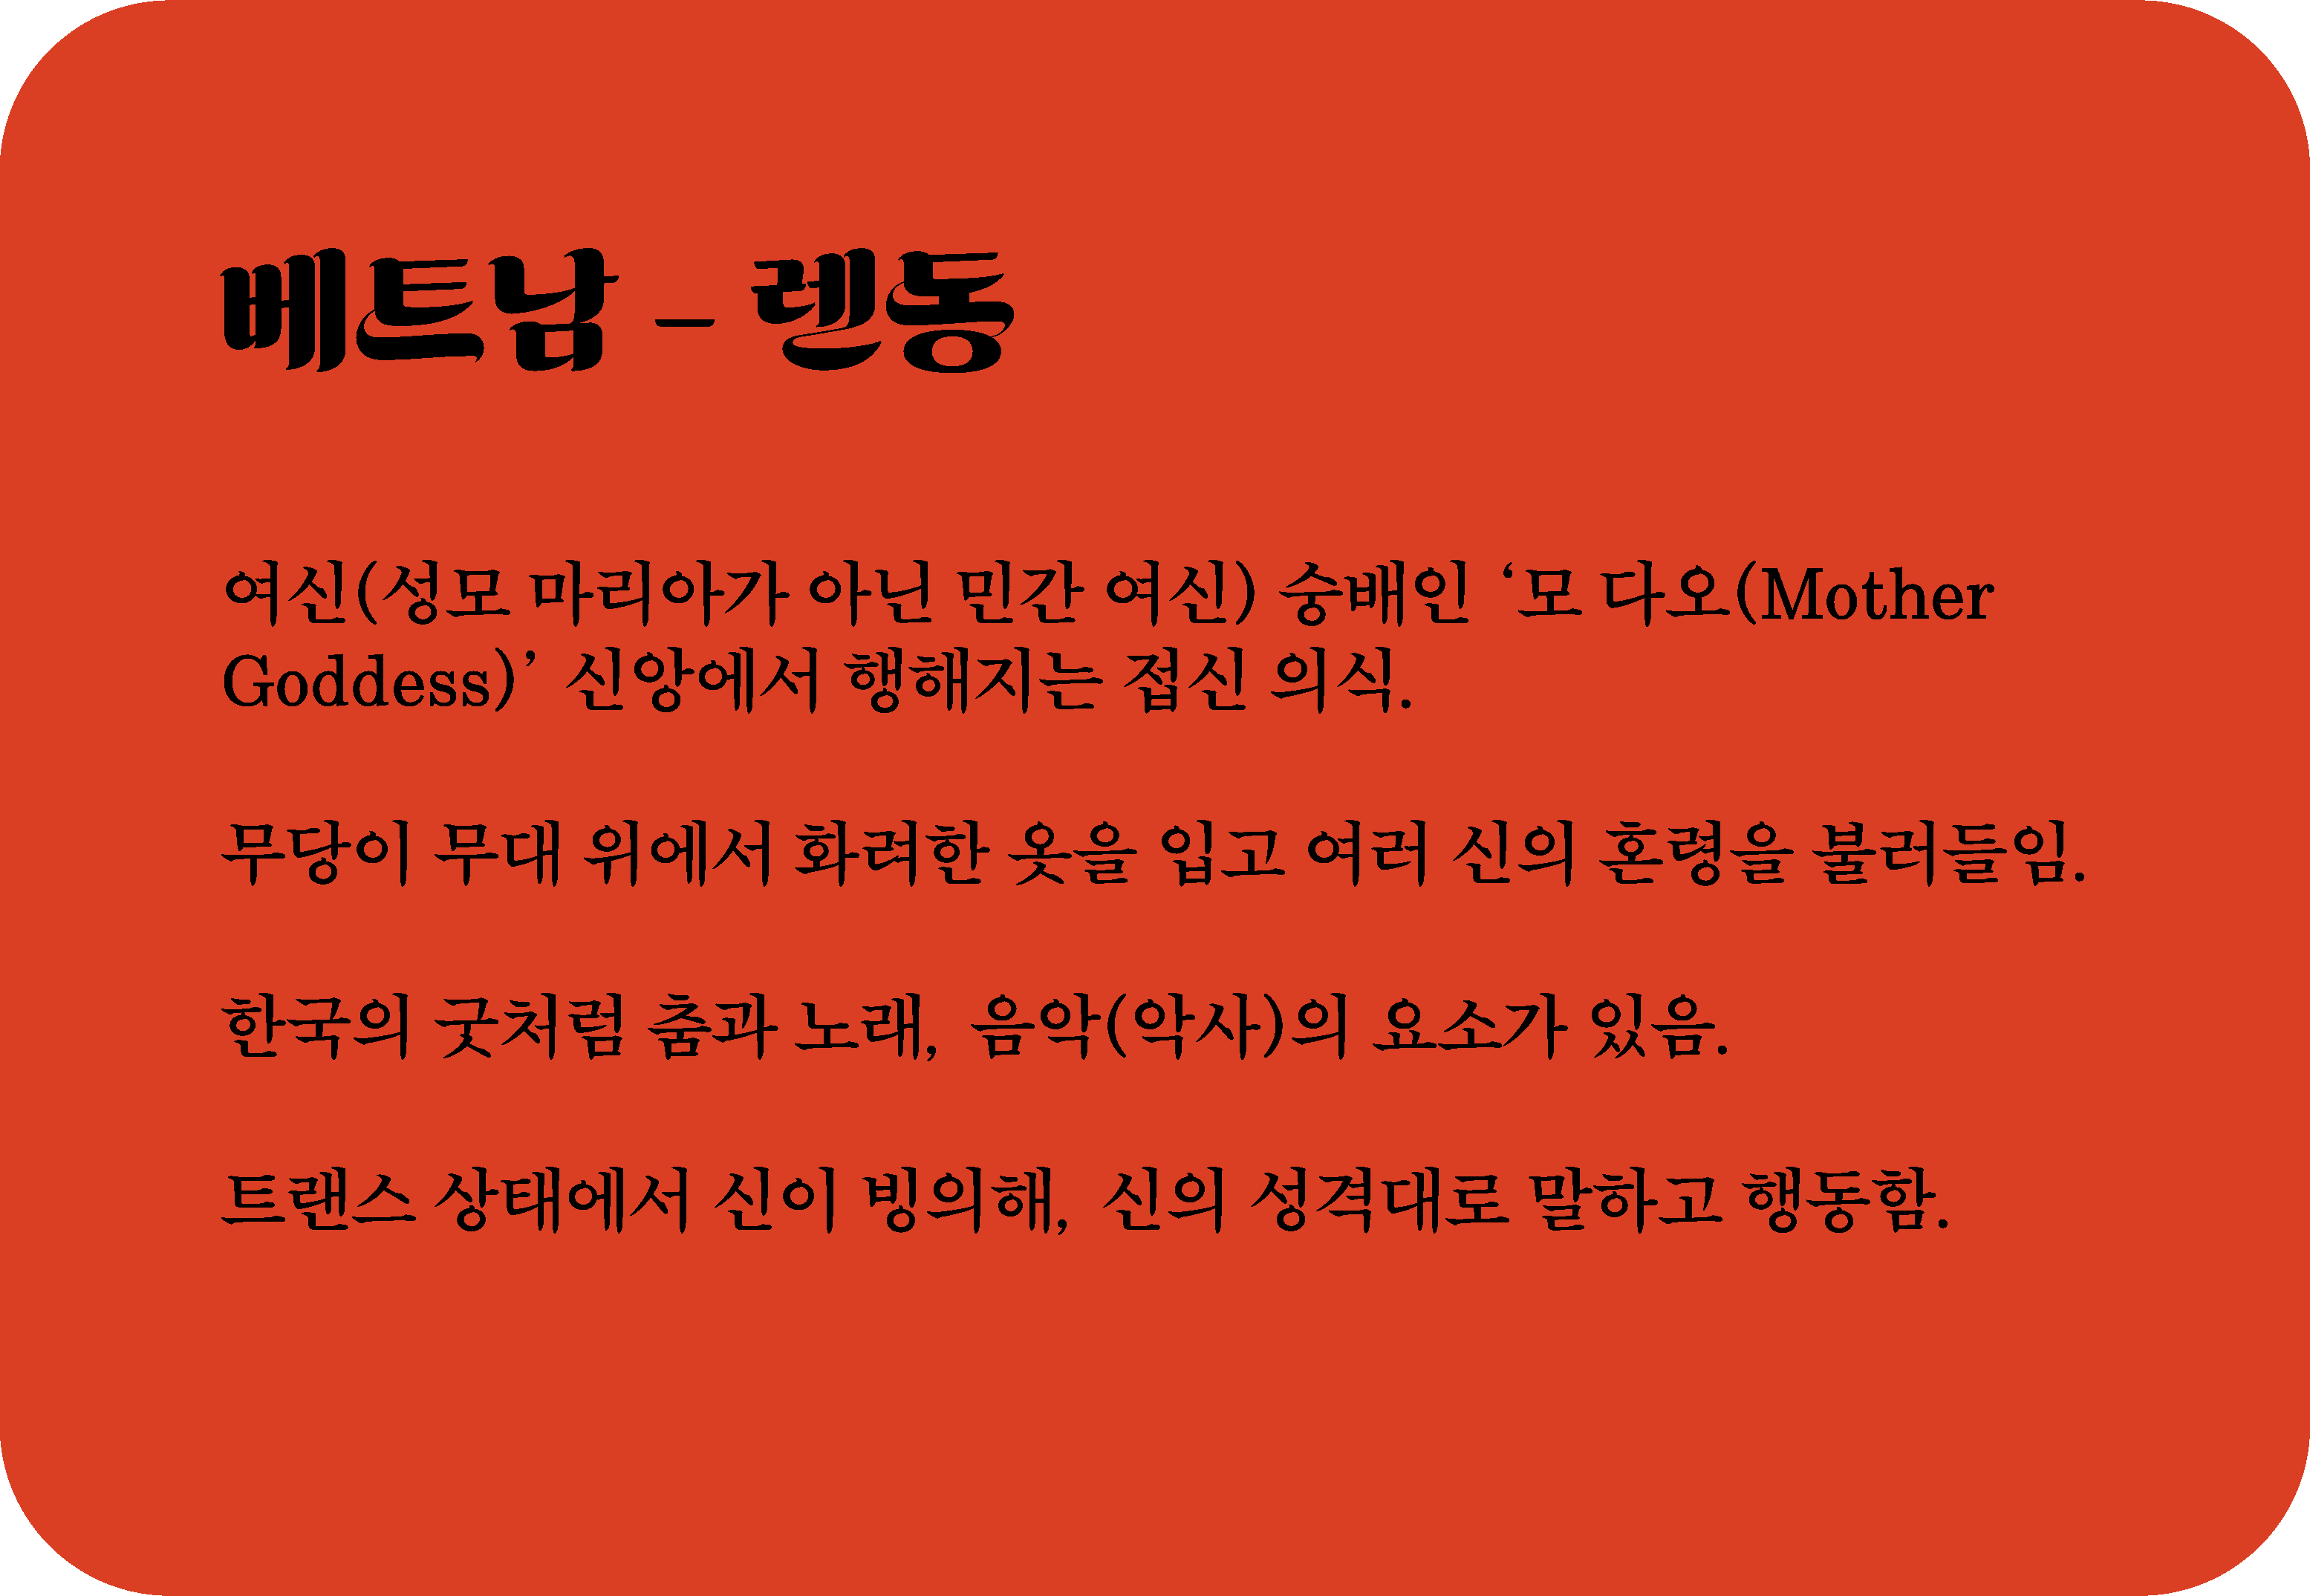 베트남 – 렌동
여신(성모 마리아가 아닌 민간 여신) 숭배인 ‘모 다오(Mother
Goddess)’ 신앙에서 행해지는 접신 의식.
무당이 무대 위에서 화려한 옷을 입고 여러 신의 혼령을 불러들임.
한국의 굿처럼 춤과 노래, 음악(악사)의 요소가 있음.
트랜스 상태에서 신이 빙의해, 신의 성격대로 말하고 행동함.